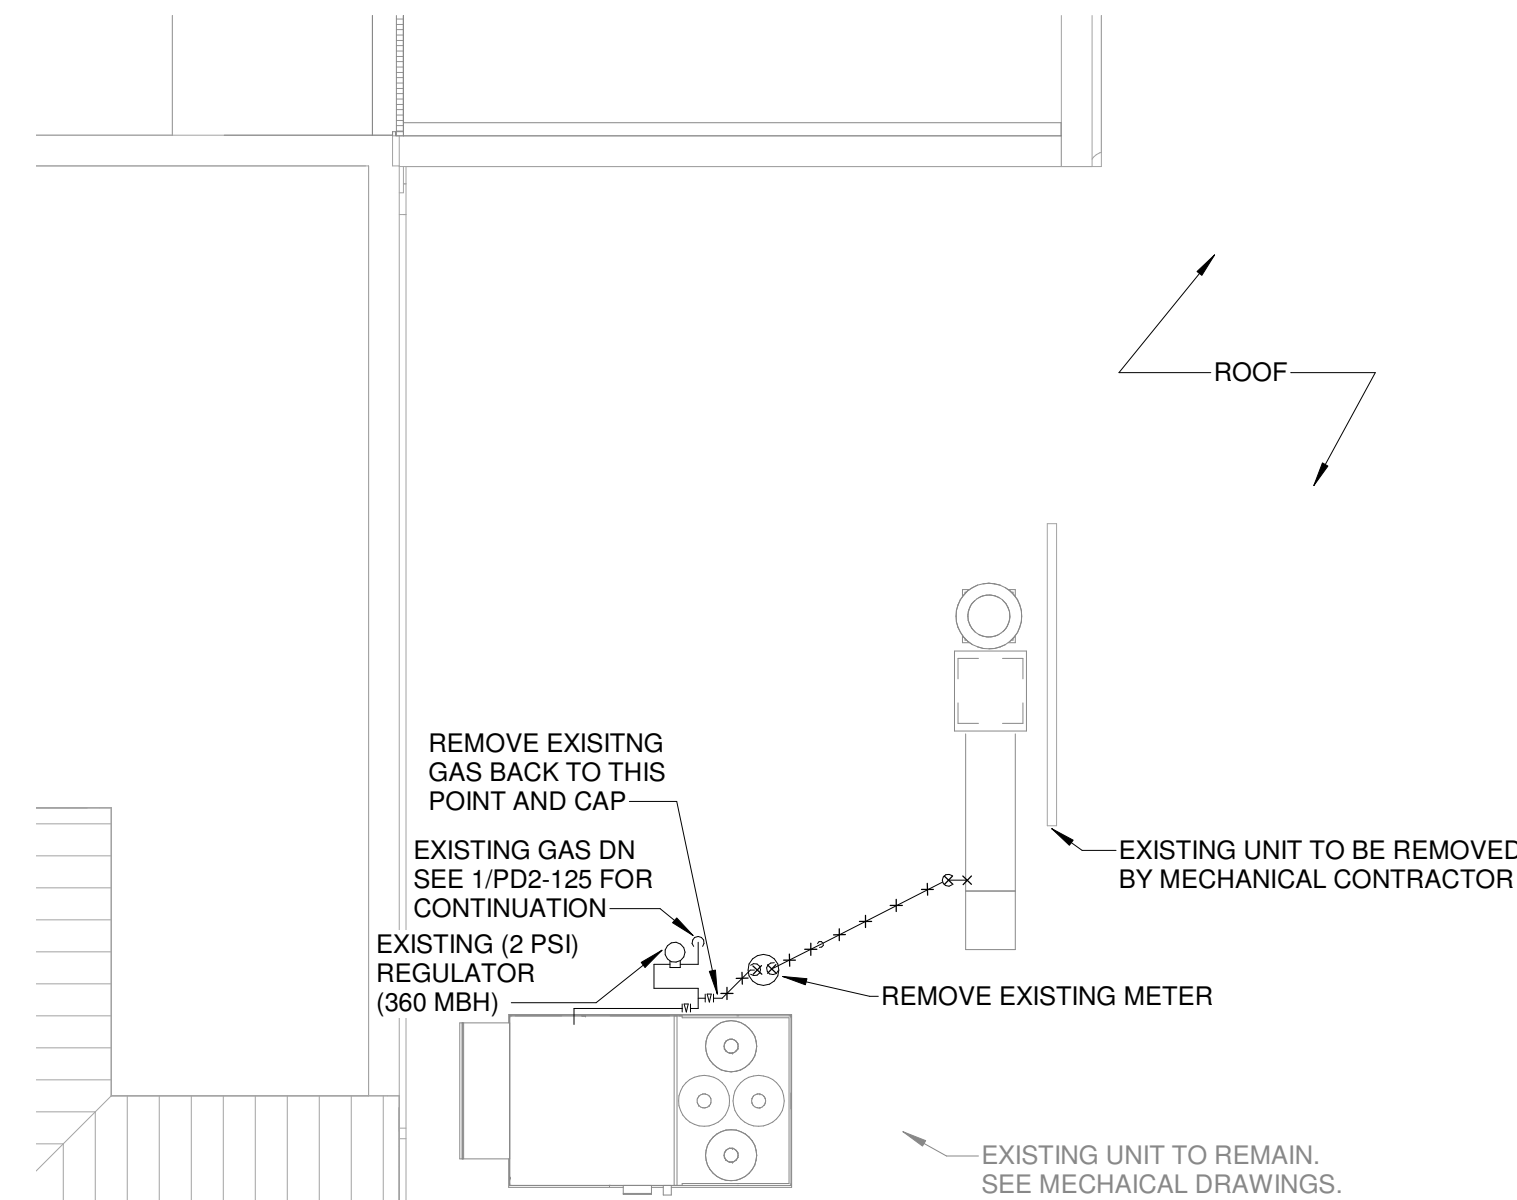 ROOF
REMOVE EXISITNG
GAS BACK TO THIS
POINT AND CAP
EXISTING GAS DN
SEE 1/PD2-125 FOR
CONTINUATION
EXISTING (2 PSI)
REGULATOR
(360 MBH)
EXISTING UNIT TO BE REMOVED
BY MECHANICAL CONTRACTOR
REMOVE EXISTING METER
EXISTING UNIT TO REMAIN.
SEE MECHAICAL DRAWINGS.